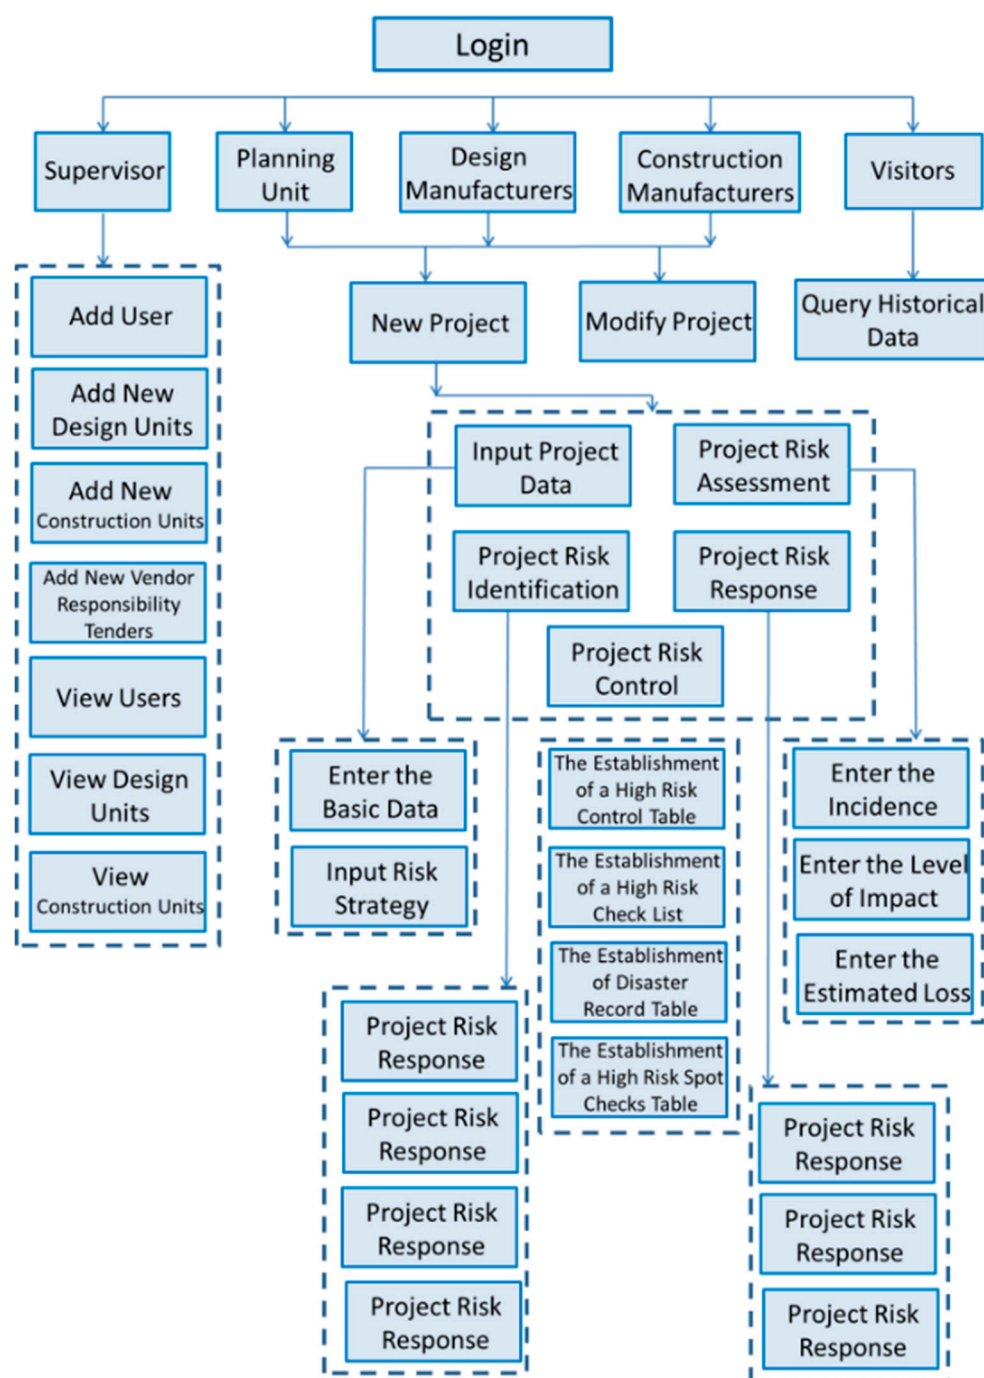 Login
Supervisor
Planning
Unit
Design
Manufacturers
Construction
Manufacturers
Visitors
Add User
Add New
Design Units
Add New
Construction Units
Add New Vendor
Responsibility
Tenders
View Users
View Design
Units
View
Construction Units
New Project
Modify Project
Query Historical
Data
Input Project
Data
Project Risk
Assessment
Project Risk
Identification
Project Risk
Response
Project Risk
Control
Enter the
Basic Data
Input Risk
Strategy
The Establishment
of a High Risk
Control Table
The Establishment
of a High Risk
Check List
The Establishment
of Disaster
Record Table
The Establishment
of a High Risk Spot
Checks Table
Enter the
Incidence
Enter the Level
of Impact
Enter the
Estimated Loss
Project Risk
Response
Project Risk
Response
Project Risk
Response
Project Risk
Response
Project Risk
Response
Project Risk
Response
Project Risk
Response